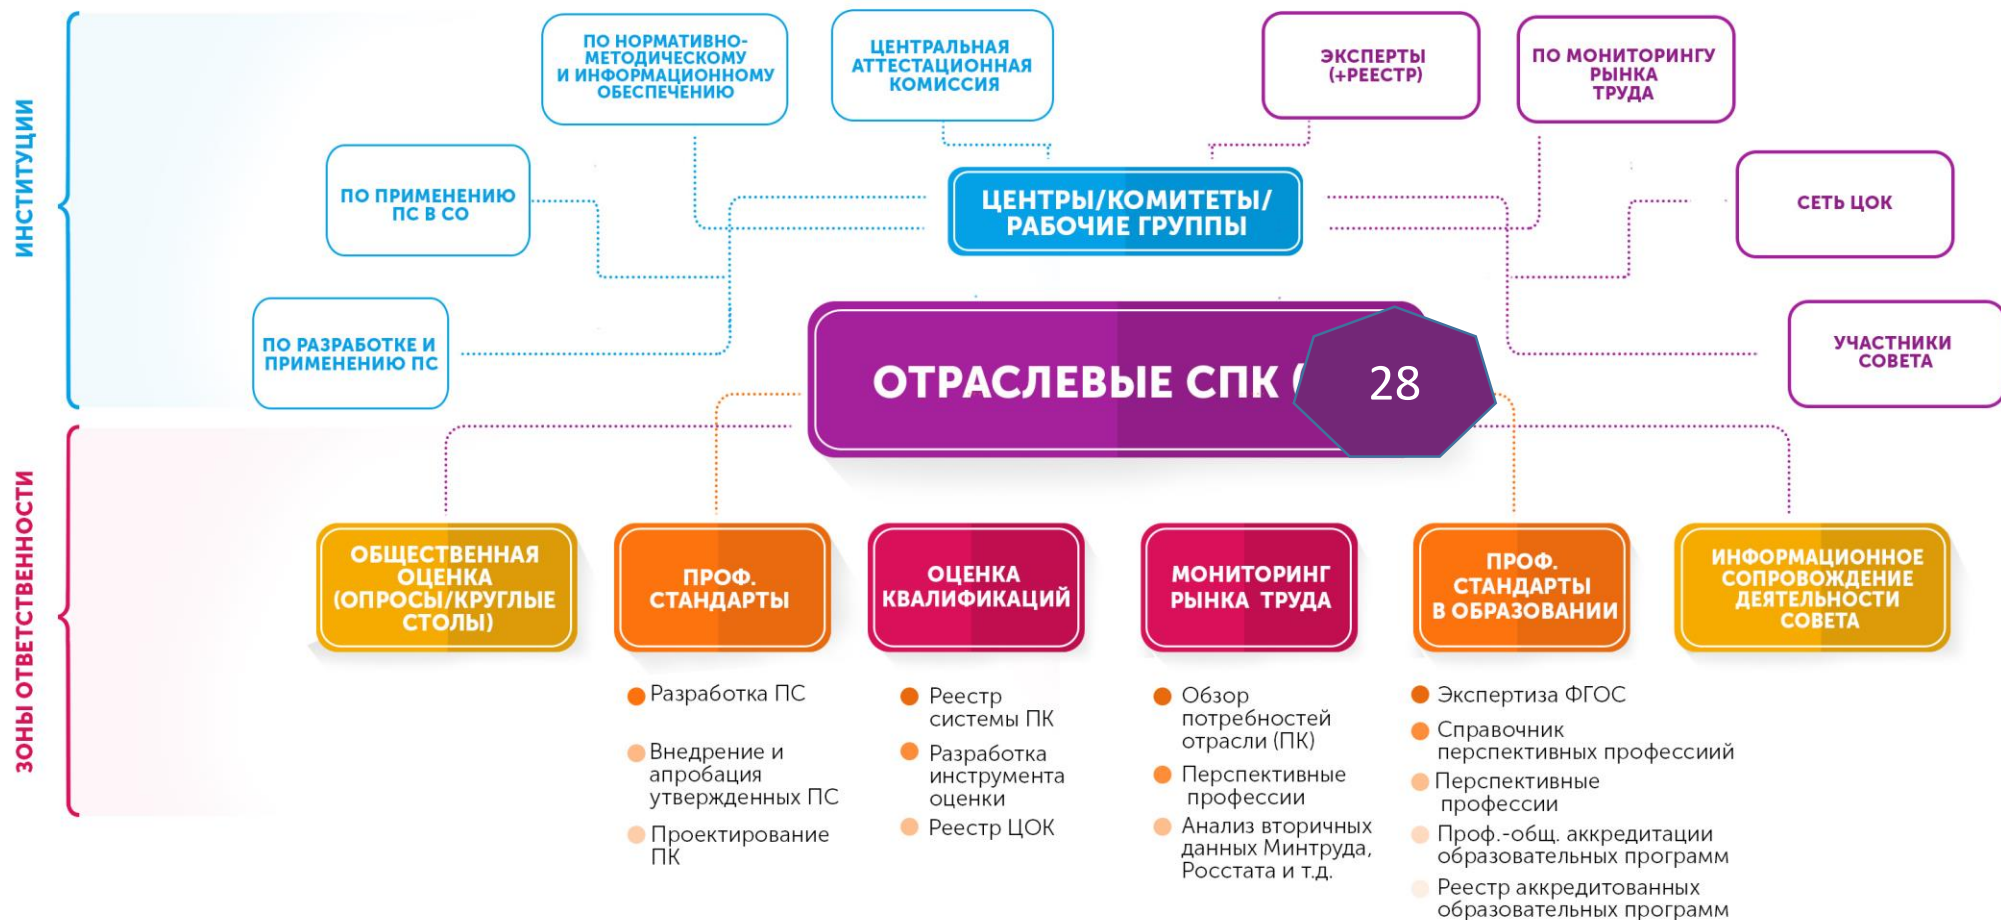 ИНСТИТУЦИИ
ПО НОРМАТИВНО-
МЕТОДИЧЕСКОМУ
И ИНФОРМАЦИОННОМУ
ОБЕСПЕЧЕНИЮ
ЦЕНТРАЛЬНАЯ
АТТЕСТАЦИОННАЯ
КОМИССИЯ
ЭКСПЕРТЫ
(+РЕЕСТР)
ПО МОНИТОРИНГУ
РЫНКА
ТРУДА
ПО ПРИМЕНЕНИЮ
ПС В СО
ЦЕНТРЫ/КОМИТЕТЫ/
РАБОЧИЕ ГРУППЫ
СЕТЬ ЦОК
ПО РАЗРАБОТКЕ И
ПРИМЕНЕНИЮ ПС
УЧАСТНИКИ
СОВЕТА
ОТРАСЛЕВЫЕ СПК (
28
ЗОНЫ ОТВЕТСТВЕННОСТИ
ОБЩЕСТВЕННАЯ
ОЦЕНКА
(ОПРОСЫ/КРУГЛЫЕ
СТОЛЫ)
ПРОФ.
СТАНДАРТЫ
ОЦЕНКА
КВАЛИФИКАЦИЙ
МОНИТОРИНГ
РЫНКА ТРУДА
ПРОФ.
СТАНДАРТЫ
В ОБРАЗОВАНИИ
ИНФОРМАЦИОННОЕ
СОПРОВОЖДЕНИЕ
ДЕЯТЕЛЬНОСТИ
СОВЕТА
Разработка ПС
Внедрение и
апробация
утвержденных ПС
Проектирование
ПК
Реестр
системы ПК
Разработка
инструмента
оценки
Реестр ЦОК
Обзор
потребностей
отрасли (ПК)
Перспективные
профессии
Анализ вторичных
данных Минтруда,
Росстата и т.д.
Экспертиза ФГОС
Справочник
перспективных профессиий
Перспективные
профессии
Проф.-общ. аккредитации
образовательных программ
Реестр аккредитованных
образовательных программ